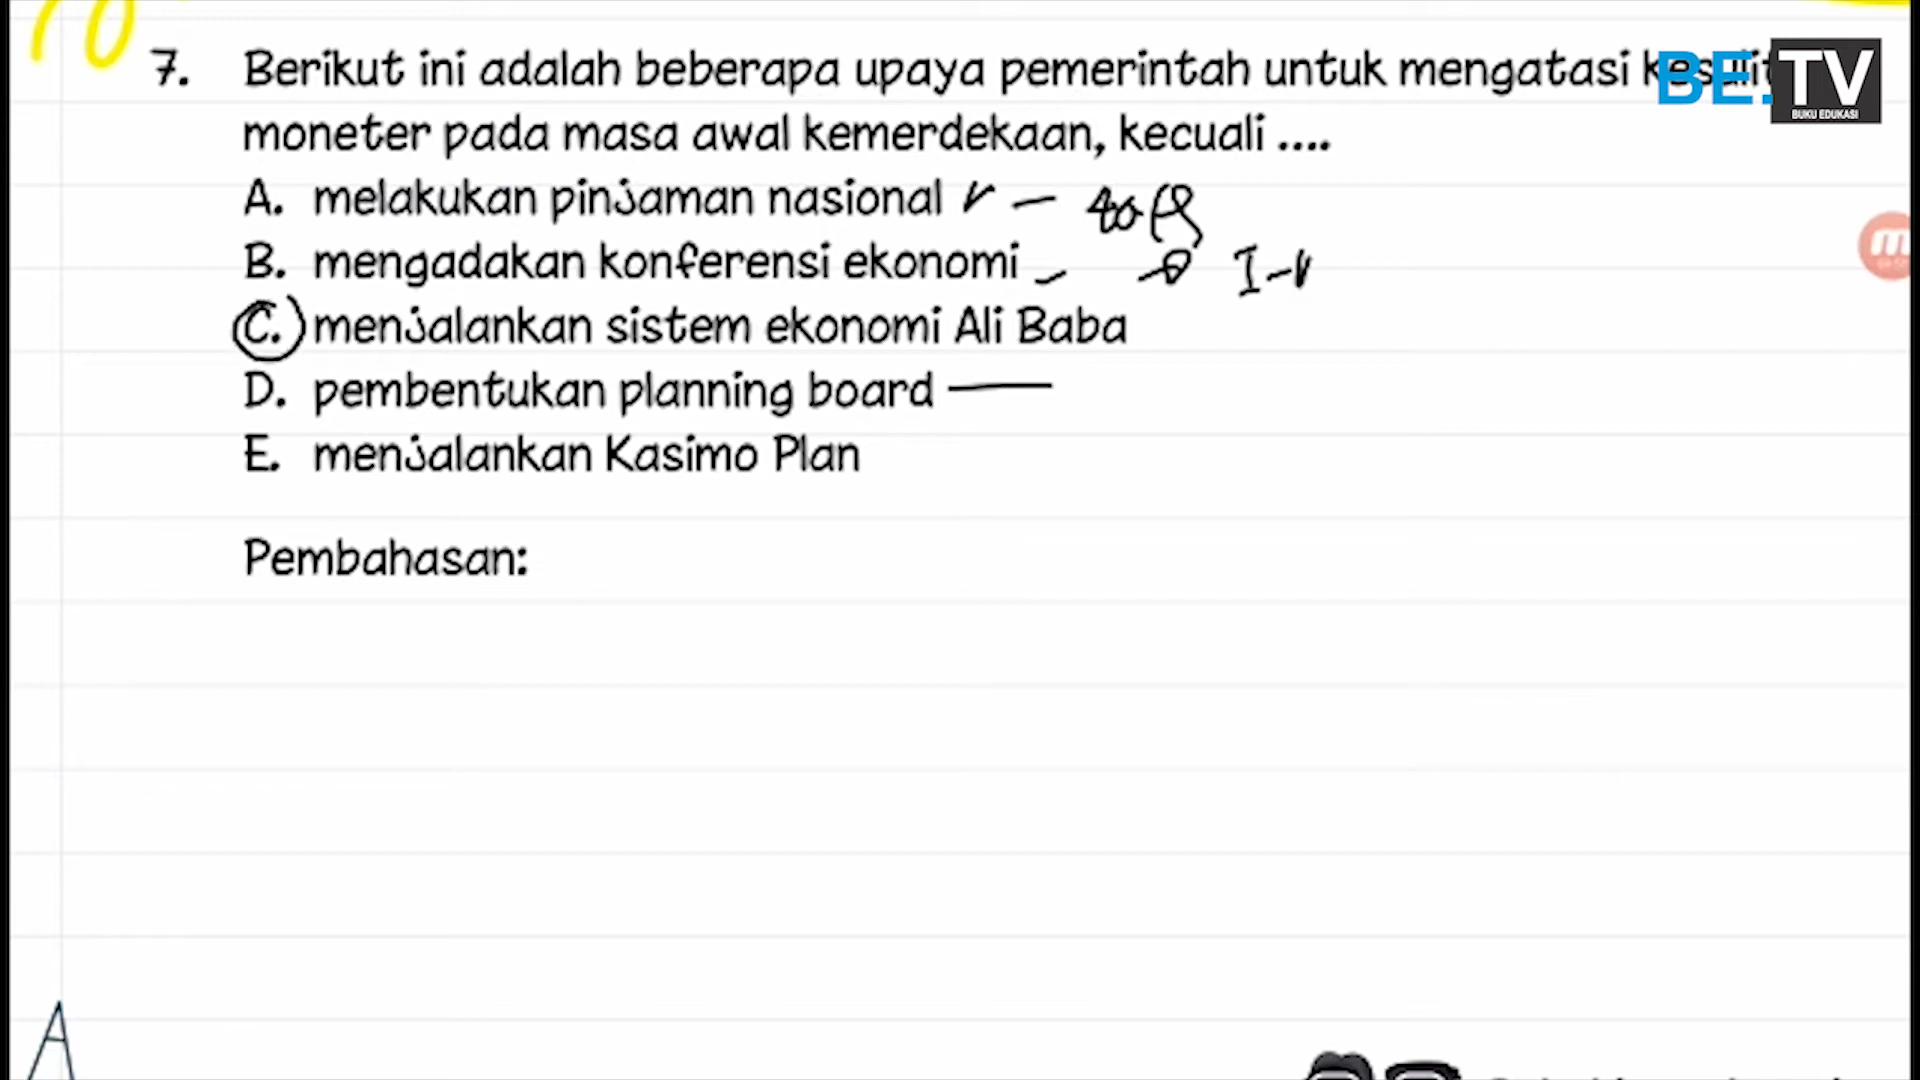 7. Berikut ini adalah beberapa upaya pemerintah untuk mengatasi
BE.TV
BUKU EDUKASI
moneter pada masa awal kemerdekaan, kecuali ....
A. melakukan pinjaman nasional
B. mengadakan konferensi ekonomi
C. menjalankan sistem ekonomi Ali Baba
D. pembentukan planning board
E. menjalankan Kasimo Plan
Pembahasan:
A